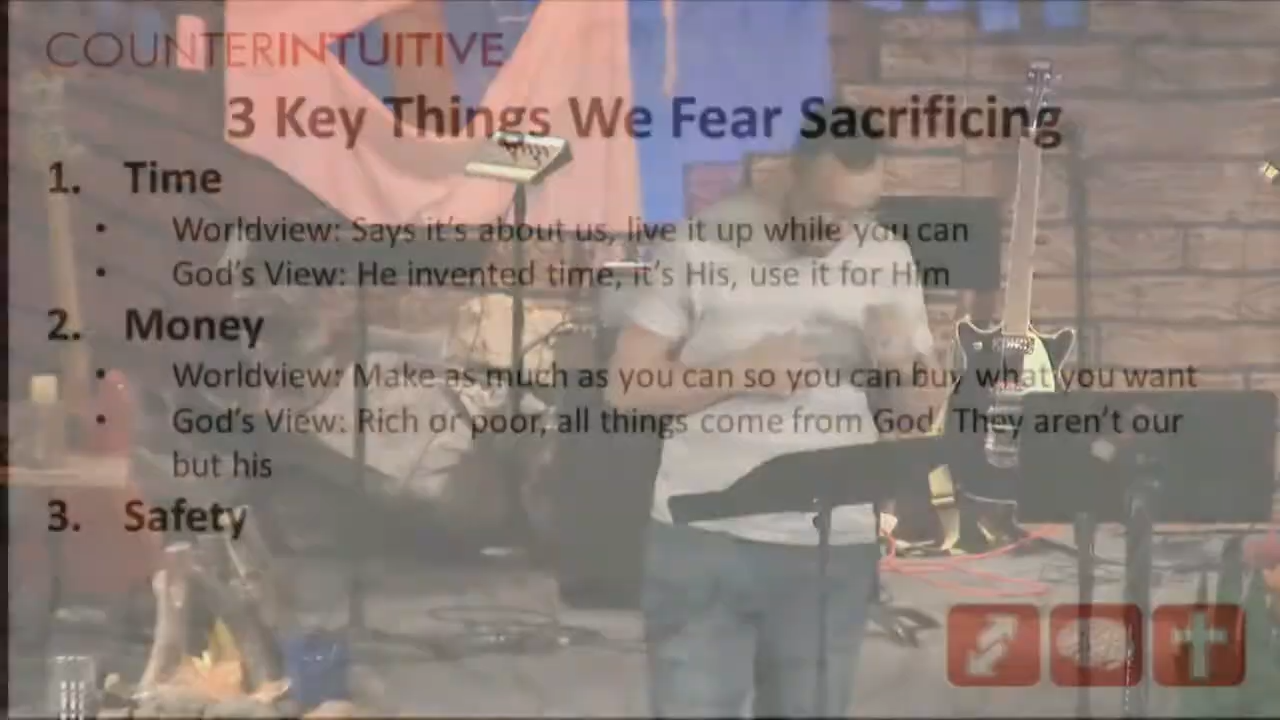 COUNTERINTUITIVE
3 Key Things We Fear Sacrificing
1. Time
• Worldview: Says it's about us, live it up while you can
• God's View: He invented time, it's His, use it for Him
2. Money
• Worldview: Make as much as you can so you can buy what you want
• God's View: Rich or poor, all things come from God. They aren't our
but his
3. Safety